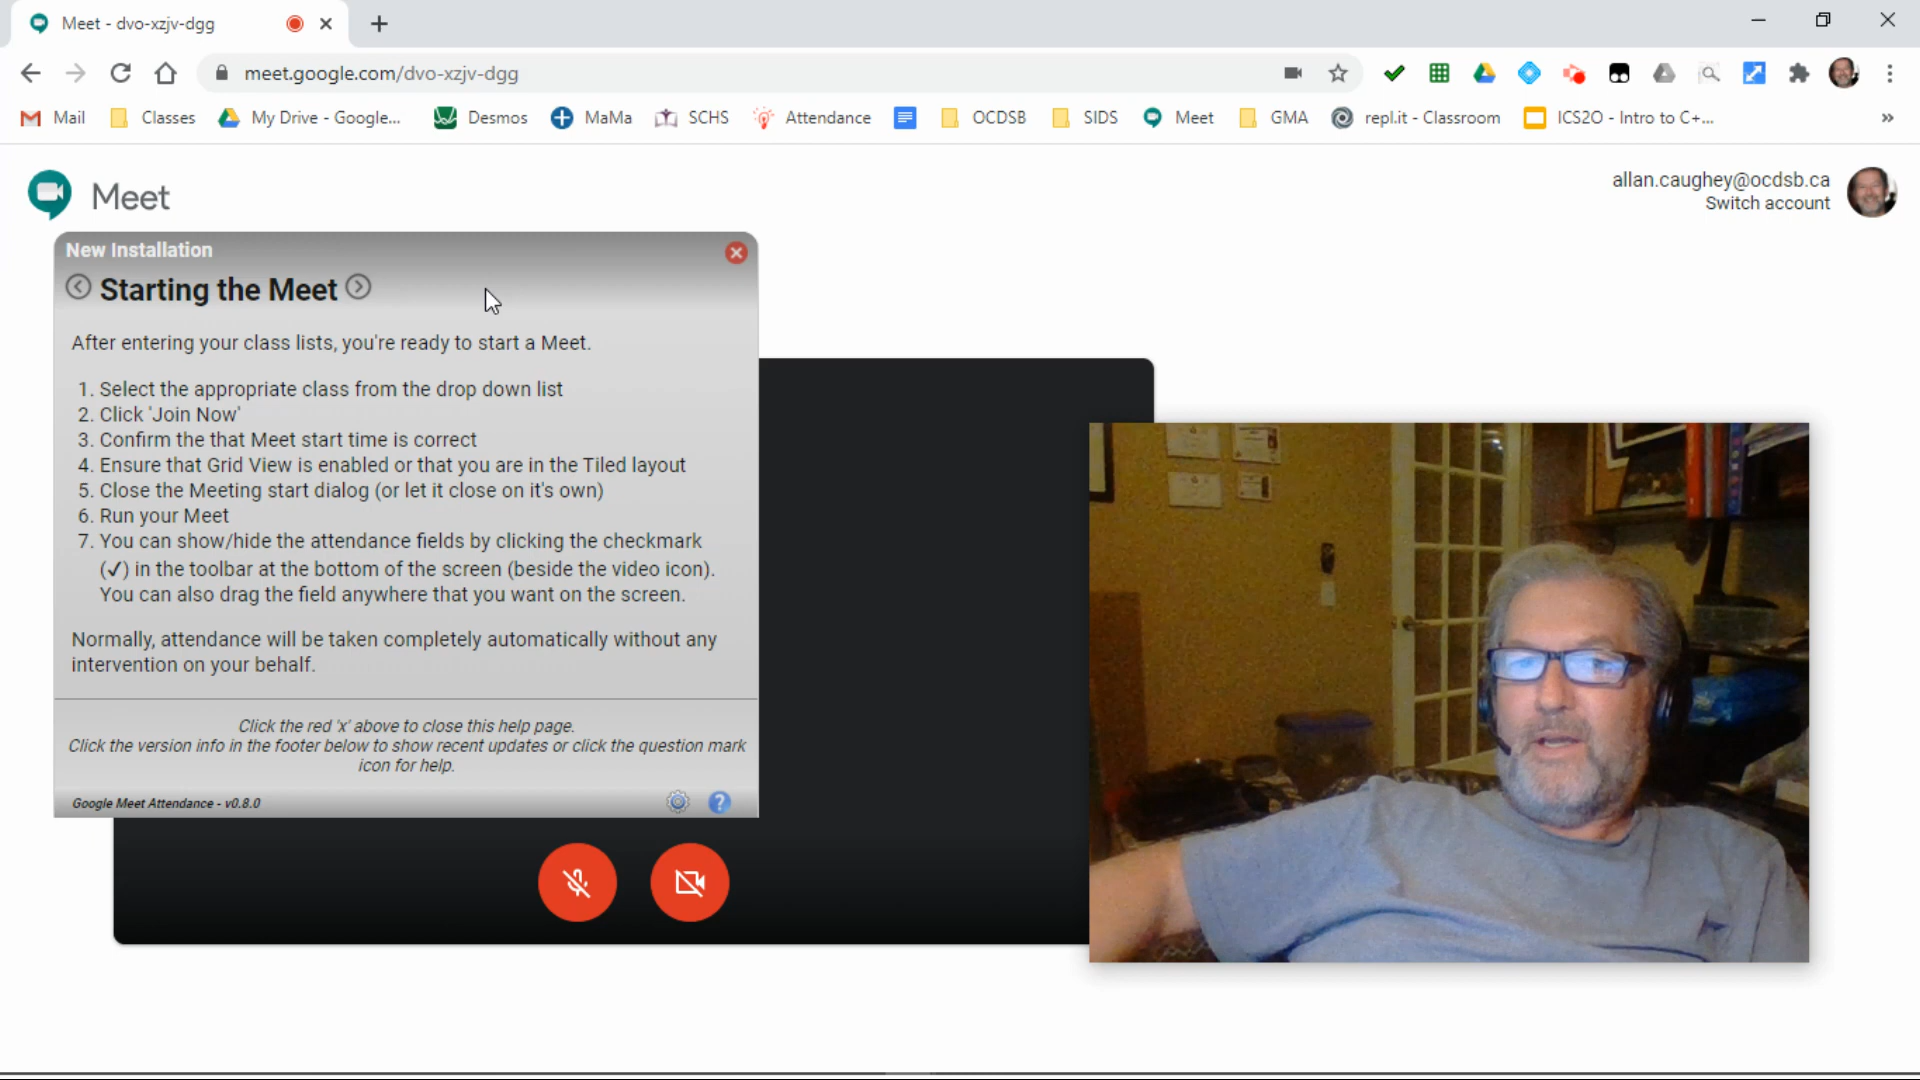 Meet - dvo-xzjv-dgg
meet.google.com/dvo-xzjv-dgg
Mail Classes My Drive - Google... Desmos MaMa SCHS Attendance OCDSB SIDS Meet GMA repl.it - Classroom ICS2O - Intro to C+... »
Meet
allan.caughey@ocdsb.ca
Switch account
New Installation
Starting the Meet
After entering your class lists, you're ready to start a Meet.
1. Select the appropriate class from the drop down list
2. Click 'Join Now'
3. Confirm the that Meet start time is correct
4. Ensure that Grid View is enabled or that you are in the Tiled layout
5. Close the Meeting start dialog (or let it close on it's own)
6. Run your Meet
7. You can show/hide the attendance fields by clicking the checkmark
(✓) in the toolbar at the bottom of the screen (beside the video icon).
You can also drag the field anywhere that you want on the screen.
Normally, attendance will be taken completely automatically without any
intervention on your behalf.
Click the red 'x' above to close this help page.
Click the version info in the footer below to show recent updates or click the question mark
icon for help.
Google Meet Attendance - v0.8.0